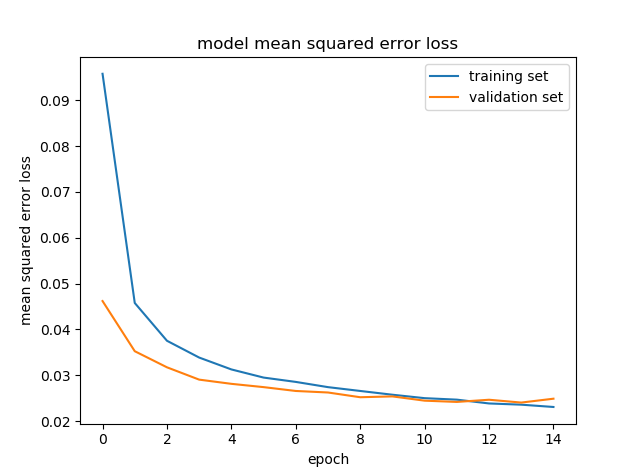 model mean squared error loss
training set
validation set
mean squared error loss
0.09
0.08
0.07
0.06
0.05
0.04
0.03
0.02
0 2 4 6 8 10 12 14
epoch